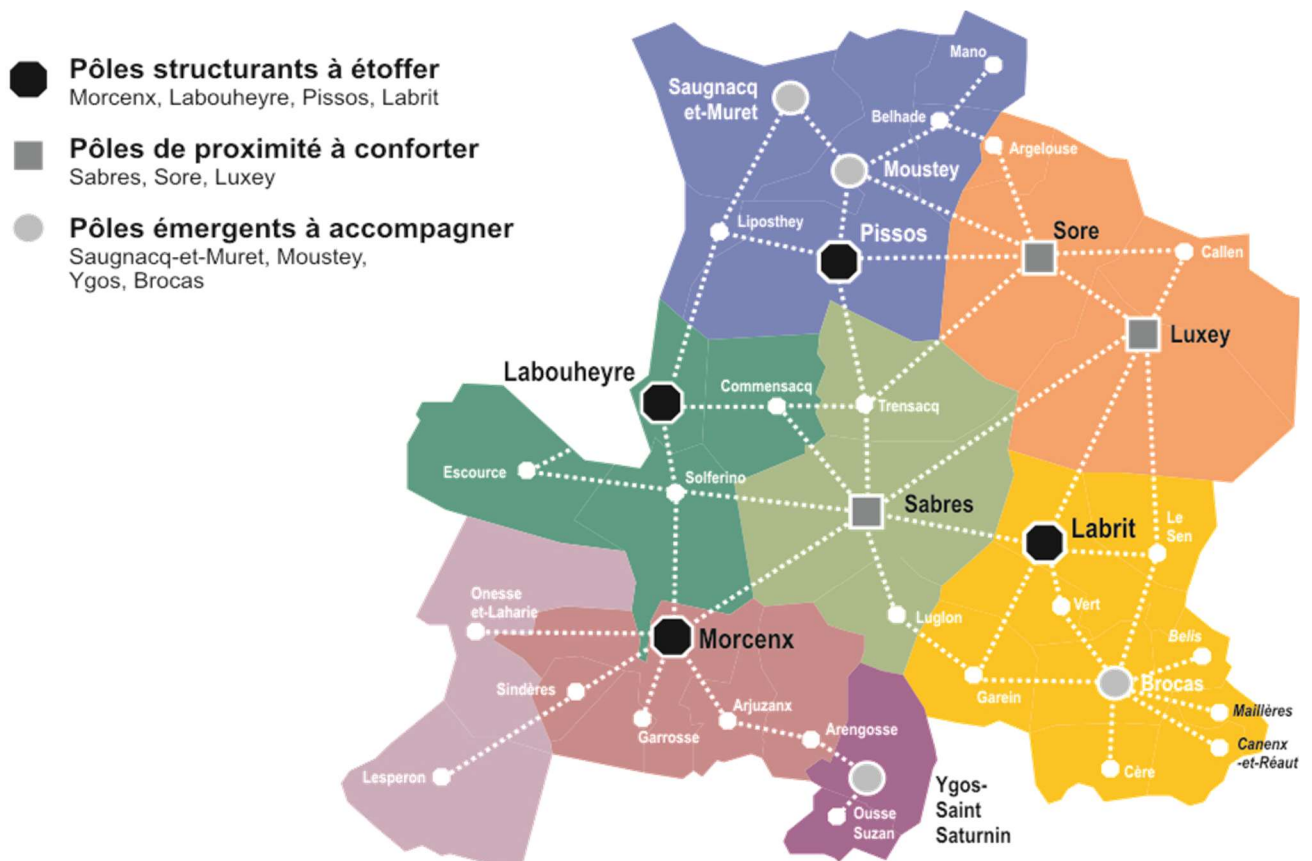 Pôles structurants à étoffer
Morcenx, Labouheyre, Pissos, Labrit
Pôles de proximité à conforter
Sabres, Sore, Luxey
Pôles émergents à accompagner
Saugnacq-et-Muret, Moustey,
Ygos, Brocas
Mano
Saugnacq
et-Muret
Belhade
Argelouse
Moustey
Liposthey
Pissos
Sore
Callen
Luxey
Labouheyre
Commensacq
Trensacq
Escource
Solferino
Sabres
Labrit
Le
Sen
Onesse
et-Laharie
Vert
Luglon
Morcenx
Belis
Sindères
Garein
Brocas
Arjuzanx
Maillères
Garrosse
Arengosse
Canenx
-et-Réaut
Lesperon
Cère
Ygos-
Saint
Saturnin
Ousse
Suzan